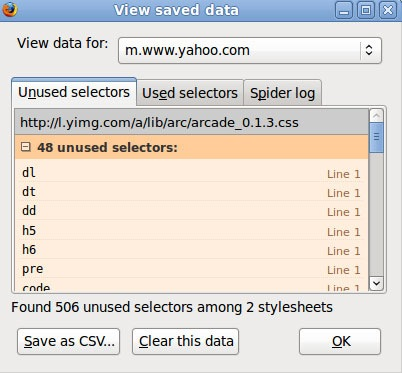 View saved data
View data for: m.www.yahoo.com
Unused selectors Used selectors Spider log
http://l.yimg.com/a/lib/arc/arcade_0.1.3.css
48 unused selectors:
dl Line 1
dt Line 1
dd Line 1
h5 Line 1
h6 Line 1
pre Line 1
code Line 1
Found 506 unused selectors among 2 stylesheets
Save as CSV... Clear this data OK